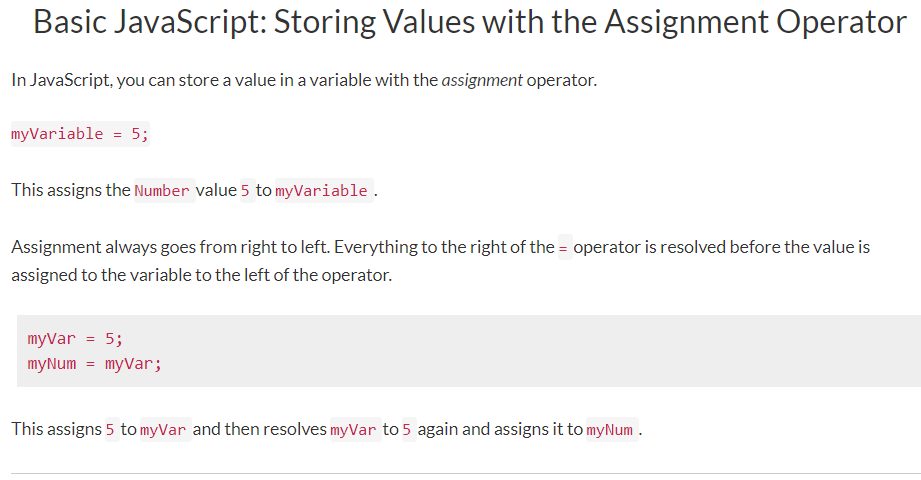 Basic JavaScript: Storing Values with the Assignment Operator
In JavaScript, you can store a value in a variable with the assignment operator.
myVariable = 5;
This assigns the Number value 5 to myVariable .
Assignment always goes from right to left. Everything to the right of the = operator is resolved before the value is
assigned to the variable to the left of the operator.
myVar = 5;
myNum = myVar;
This assigns 5 to myVar and then resolves myVar to 5 again and assigns it to myNum .